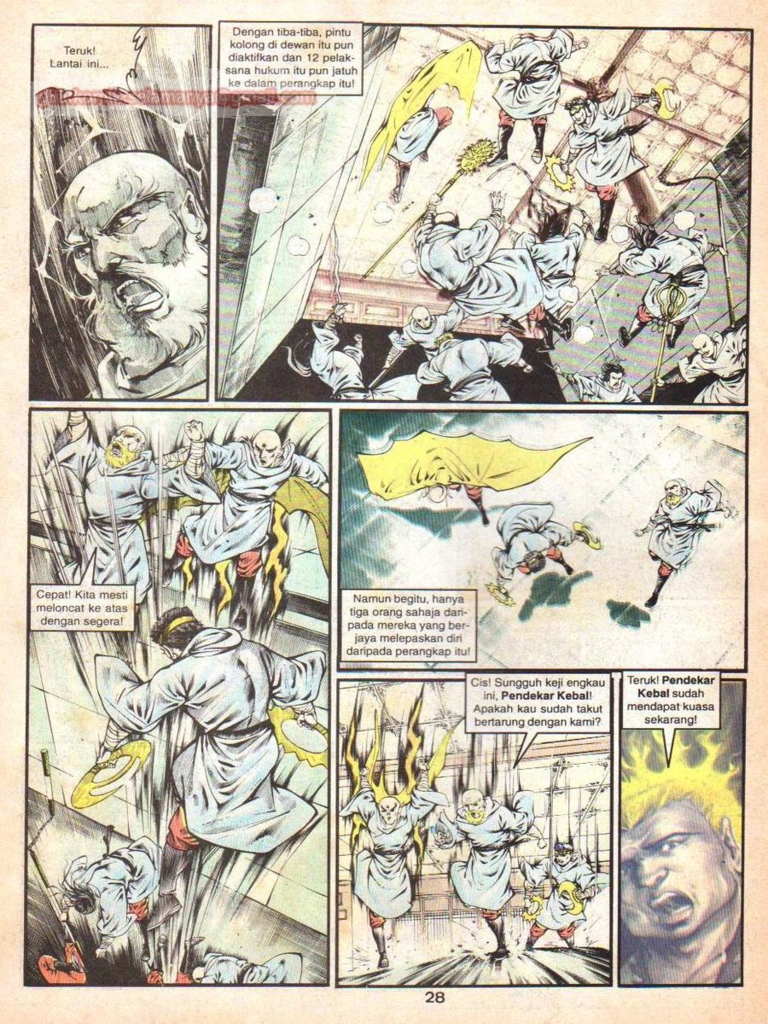 Teruk!
Lantai ini...
Dengan tiba-tiba, pintu
kolong di dewan itu pun
diaktifkan dan 12 pelak-
sana hukum itu pun jatuh
ke dalam perangkap itu!
Cepat! Kita mesti
meloncat ke atas
dengan segera!
Namun begitu, hanya
tiga orang sahaja dari-
pada mereka yang ber-
jaya melepaskan diri
daripada perangkap itu!
Cis! Sungguh keji engkau
ini, Pendekar Kebal!
Apakah kau sudah takut
bertarung dengan kami?
Teruk! Pendekar
Kebal sudah
mendapat kuasa
sekarang!
28